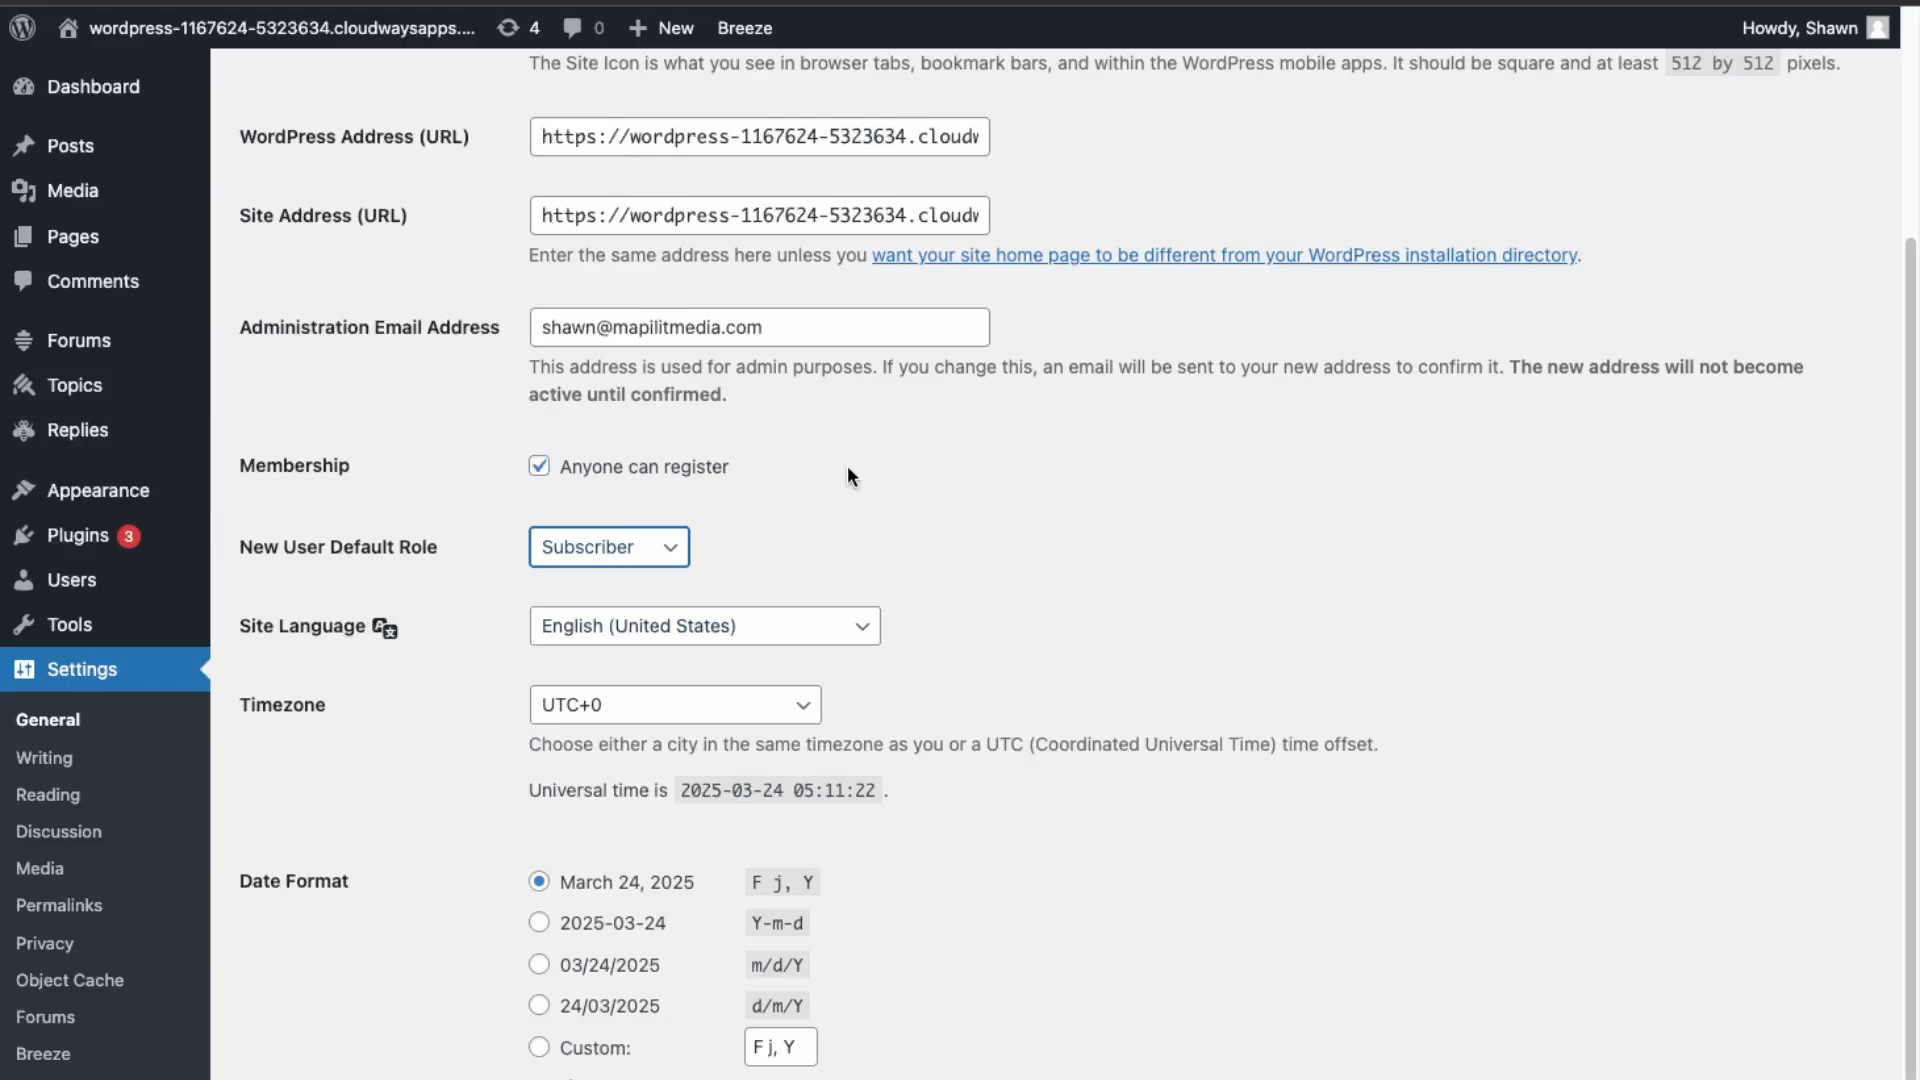 wordpress-1167624-5323634.cloudwaysapps.... 4 0 New Breeze Howdy, Shawn
Dashboard
Posts
Media
Pages
Comments
Forums
Topics
Replies
Appearance
Plugins 3
Users
Tools
Settings
General
Writing
Reading
Discussion
Media
Permalinks
Privacy
Object Cache
Forums
Breeze
The Site Icon is what you see in browser tabs, bookmark bars, and within the WordPress mobile apps. It should be square and at least 512 by 512 pixels.
WordPress Address (URL) https://wordpress-1167624-5323634.cloudw
Site Address (URL) https://wordpress-1167624-5323634.cloudw
Enter the same address here unless you want your site home page to be different from your WordPress installation directory.
Administration Email Address shawn@mapilitmedia.com
This address is used for admin purposes. If you change this, an email will be sent to your new address to confirm it. The new address will not become
active until confirmed.
Membership Anyone can register
New User Default Role Subscriber
Site Language English (United States)
Timezone UTC+0
Choose either a city in the same timezone as you or a UTC (Coordinated Universal Time) time offset.
Universal time is 2025-03-24 05:11:22 .
Date Format March 24, 2025 F j, Y
2025-03-24 Y-m-d
03/24/2025 m/d/Y
24/03/2025 d/m/Y
Custom: F j, Y